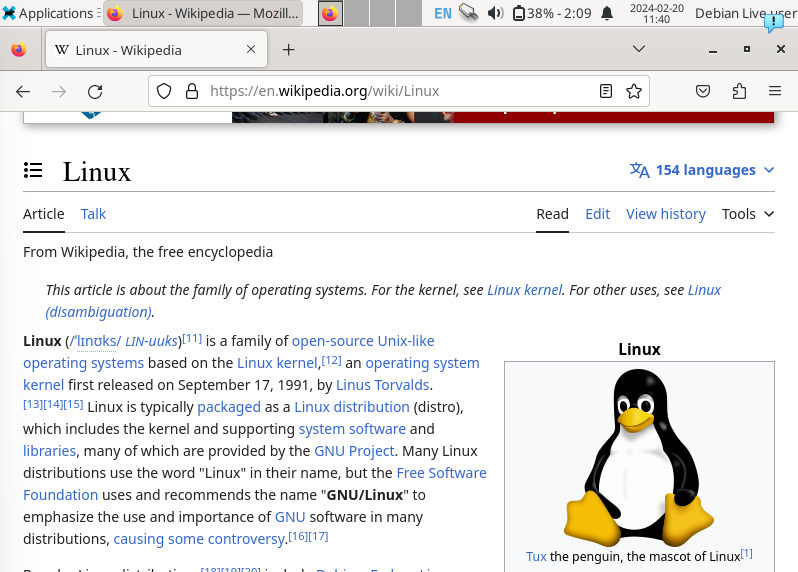 Applications
Linux - Wikipedia — Mozill...
EN
38% - 2:09
2024-02-20
11:40
Debian Live user
Linux - Wikipedia
https://en.wikipedia.org/wiki/Linux
Linux
154 languages
Article Talk
Read Edit View history Tools
From Wikipedia, the free encyclopedia
This article is about the family of operating systems. For the kernel, see Linux kernel. For other uses, see Linux
(disambiguation).
Linux (/ˈlɪnʊks/ LIN-uuks)[11] is a family of open-source Unix-like
operating systems based on the Linux kernel,[12] an operating system
kernel first released on September 17, 1991, by Linus Torvalds.
[13][14][15] Linux is typically packaged as a Linux distribution (distro),
which includes the kernel and supporting system software and
libraries, many of which are provided by the GNU Project. Many Linux
distributions use the word "Linux" in their name, but the Free Software
Foundation uses and recommends the name "GNU/Linux" to
emphasize the use and importance of GNU software in many
distributions, causing some controversy.[16][17]
Linux
Tux the penguin, the mascot of Linux[1]